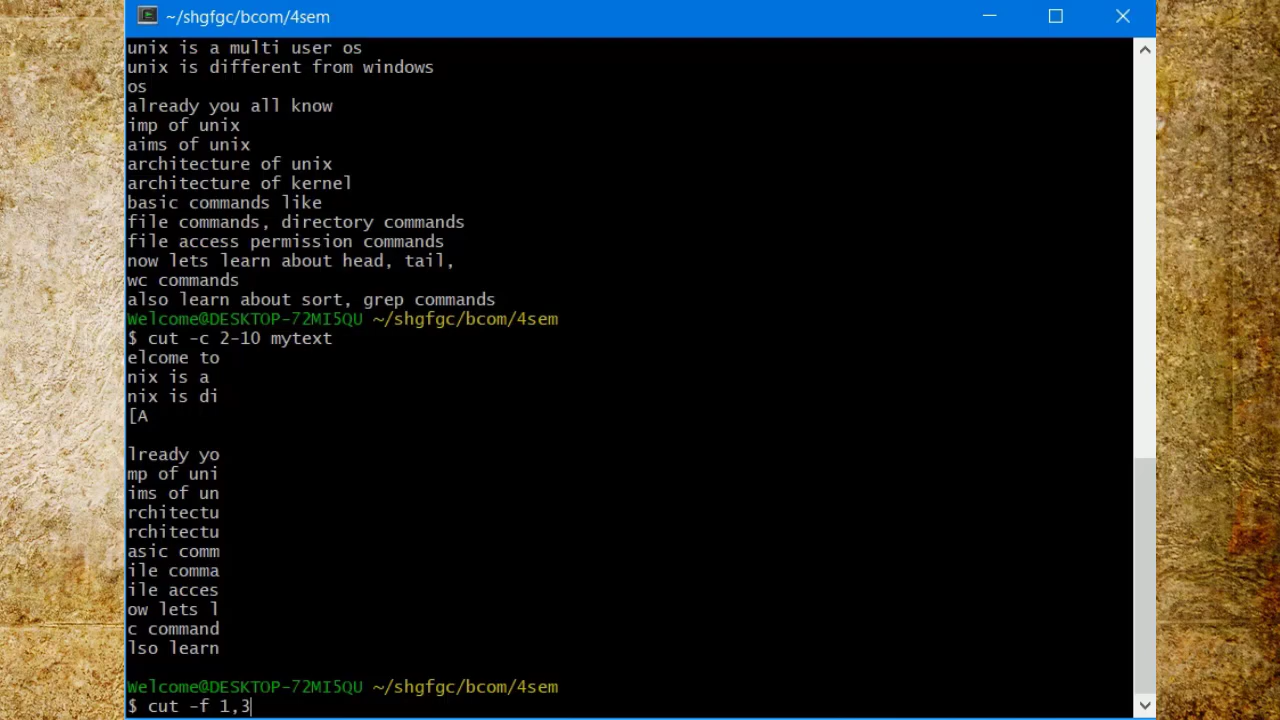 ~/shgfgc/bcom/4sem
unix is a multi user os
unix is different from windows
os
already you all know
imp of unix
aims of unix
architecture of unix
architecture of kernel
basic commands like
file commands, directory commands
file access permission commands
now lets learn about head, tail,
wc commands
also learn about sort, grep commands
Welcome@DESKTOP-72MI5QU ~/shgfgc/bcom/4sem
$ cut -c 2-10 mytext
elcome to
nix is a
nix is di
[A
lready yo
mp of uni
ims of un
rchitectu
rchitectu
asic comm
ile comma
ile acces
ow lets l
c command
lso learn
Welcome@DESKTOP-72MI5QU ~/shgfgc/bcom/4sem
$ cut -f 1,3